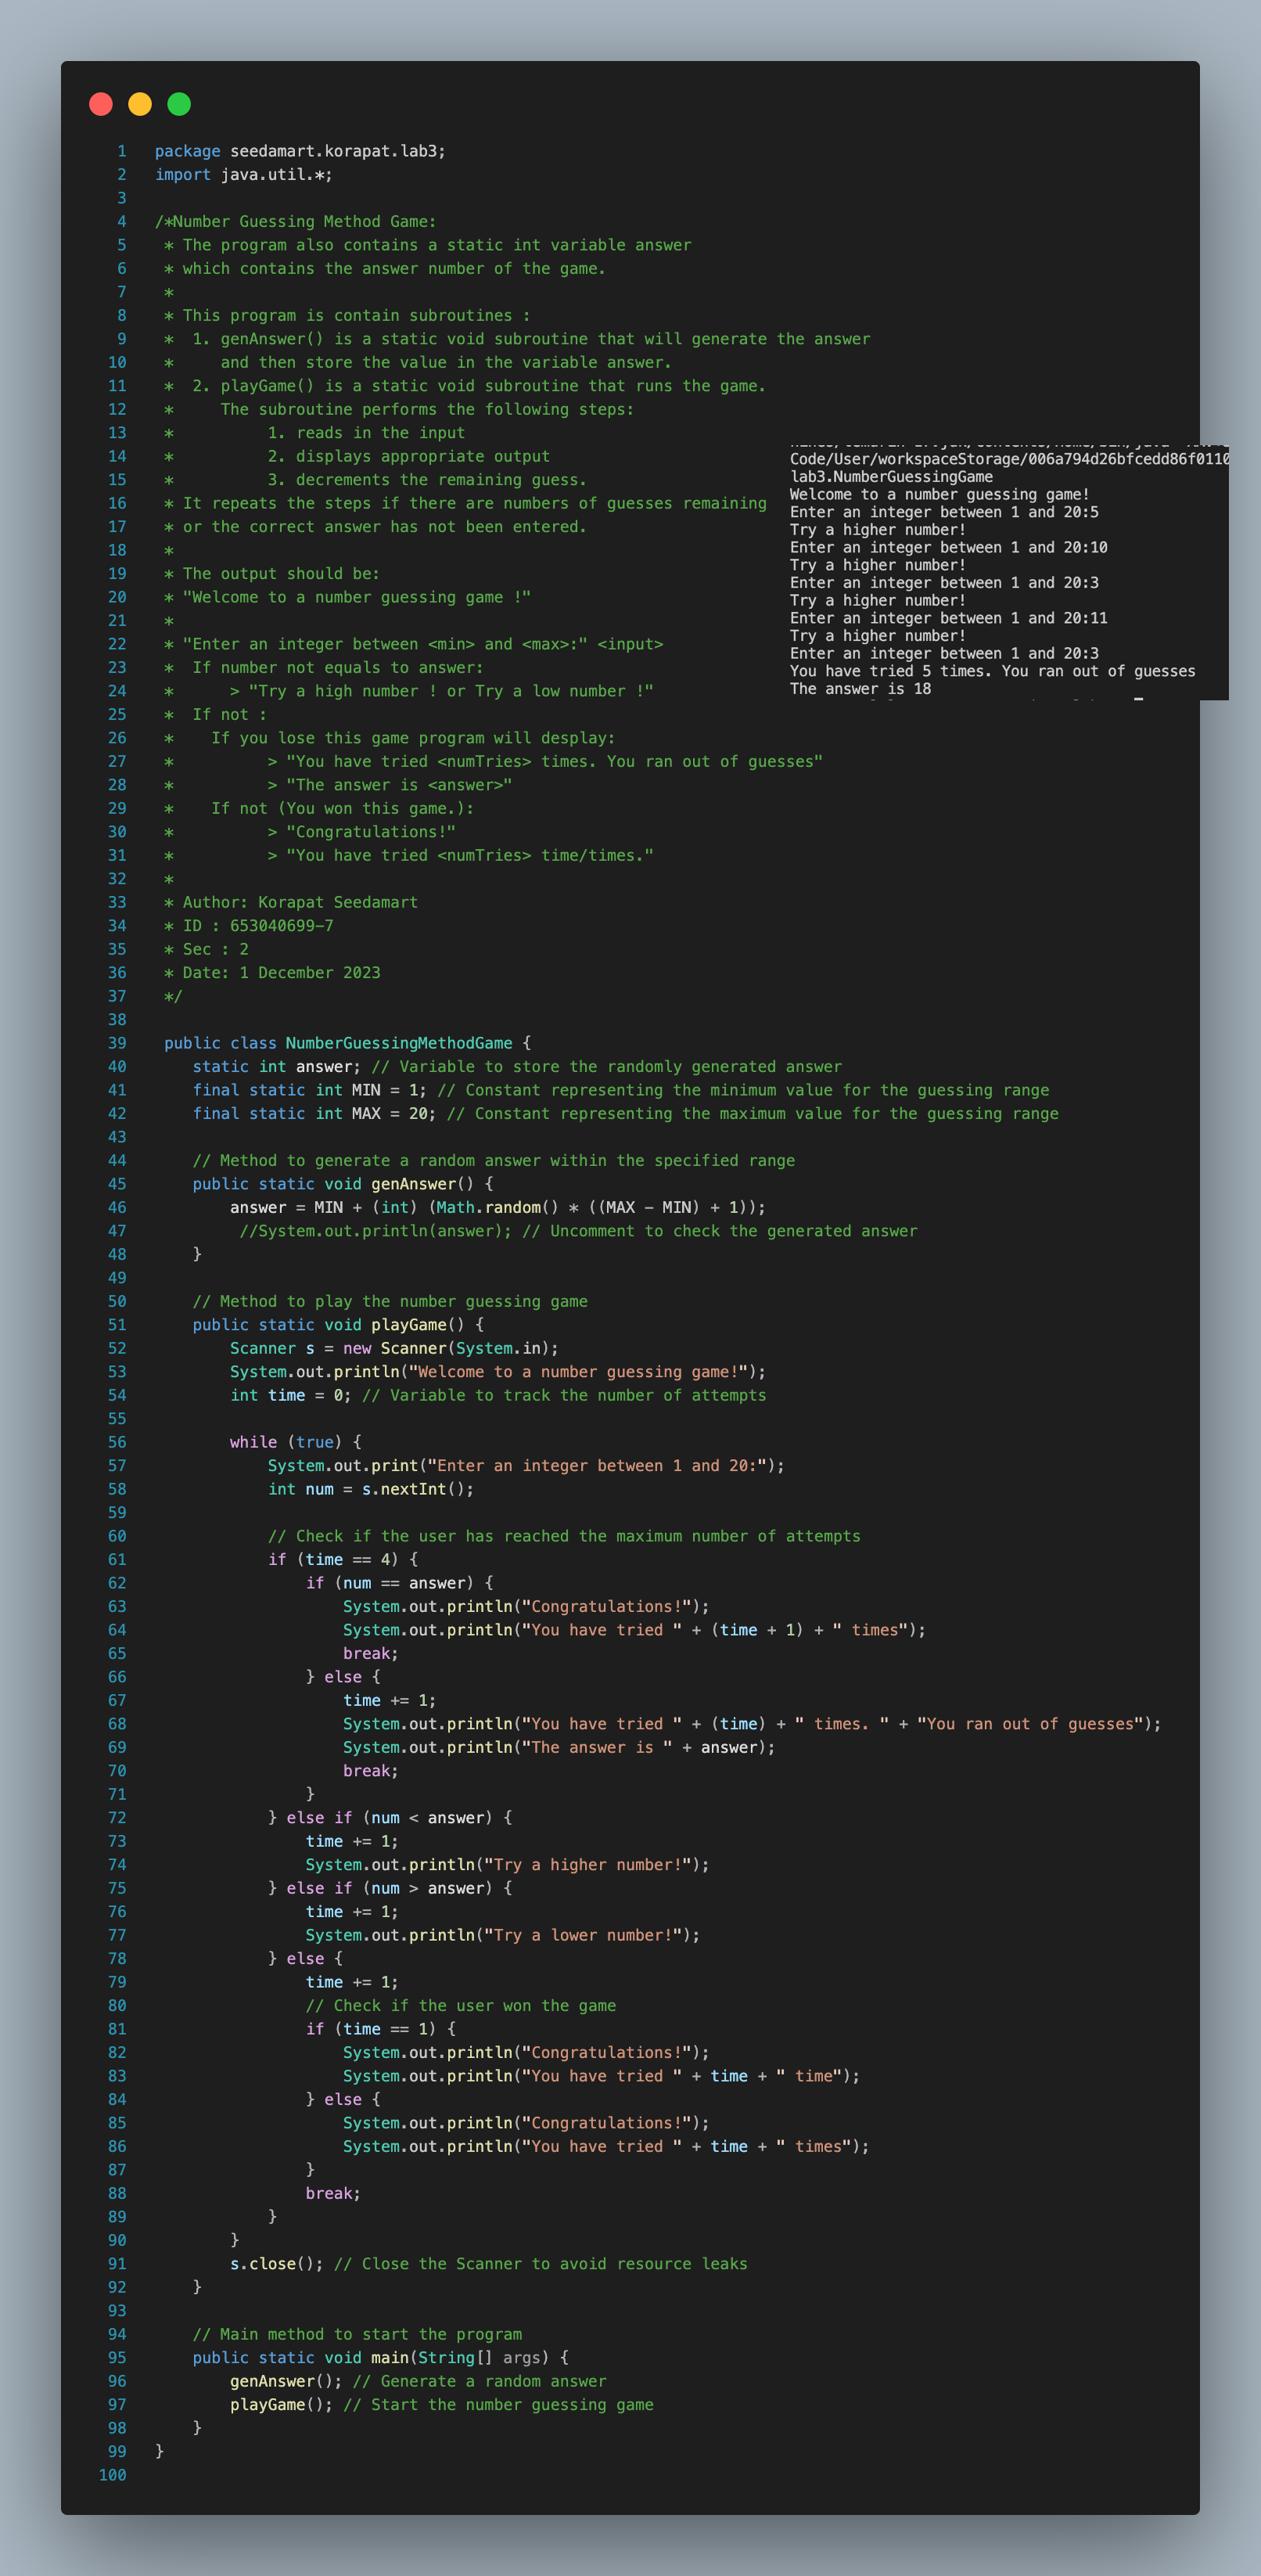 1 package seedamart.korapat.lab3;
2 import java.util.*;
3
4 /*Number Guessing Method Game:
5  * The program also contains a static int variable answer
6  * which contains the answer number of the game.
7  *
8  * This program is contain subroutines :
9  *  1. genAnswer() is a static void subroutine that will generate the answer
10  *     and then store the value in the variable answer.
11  *  2. playGame() is a static void subroutine that runs the game.
12  *     The subroutine performs the following steps:
13  *          1. reads in the input
14  *          2. displays appropriate output
15  *          3. decrements the remaining guess.
16  * It repeats the steps if there are numbers of guesses remaining
17  * or the correct answer has not been entered.
18  *
19  * The output should be:
20  * "Welcome to a number guessing game !"
21  *
22  * "Enter an integer between <min> and <max>:" <input>
23  *  If number not equals to answer:
24  *      > "Try a high number ! or Try a low number !"
25  *  If not :
26  *    If you lose this game program will desplay:
27  *          > "You have tried <numTries> times. You ran out of guesses"
28  *          > "The answer is <answer>"
29  *    If not (You won this game.):
30  *          > "Congratulations!"
31  *          > "You have tried <numTries> time/times."
32  *
33  * Author: Korapat Seedamart
34  * ID : 653040699-7
35  * Sec : 2
36  * Date: 1 December 2023
37  */
38
39  public class NumberGuessingMethodGame {
40     static int answer; // Variable to store the randomly generated answer
41     final static int MIN = 1; // Constant representing the minimum value for the guessing range
42     final static int MAX = 20; // Constant representing the maximum value for the guessing range
43
44     // Method to generate a random answer within the specified range
45     public static void genAnswer() {
46         answer = MIN + (int) (Math.random() * ((MAX - MIN) + 1));
47          //System.out.println(answer); // Uncomment to check the generated answer
48     }
49
50     // Method to play the number guessing game
51     public static void playGame() {
52         Scanner s = new Scanner(System.in);
53         System.out.println("Welcome to a number guessing game!");
54         int time = 0; // Variable to track the number of attempts
55
56         while (true) {
57             System.out.print("Enter an integer between 1 and 20:");
58             int num = s.nextInt();
59
60             // Check if the user has reached the maximum number of attempts
61             if (time == 4) {
62                 if (num == answer) {
63                     System.out.println("Congratulations!");
64                     System.out.println("You have tried " + (time + 1) + " times");
65                     break;
66                 } else {
67                     time += 1;
68                     System.out.println("You have tried " + (time) + " times. " + "You ran out of guesses");
69                     System.out.println("The answer is " + answer);
70                     break;
71                 }
72             } else if (num < answer) {
73                 time += 1;
74                 System.out.println("Try a higher number!");
75             } else if (num > answer) {
76                 time += 1;
77                 System.out.println("Try a lower number!");
78             } else {
79                 time += 1;
80                 // Check if the user won the game
81                 if (time == 1) {
82                     System.out.println("Congratulations!");
83                     System.out.println("You have tried " + time + " time");
84                 } else {
85                     System.out.println("Congratulations!");
86                     System.out.println("You have tried " + time + " times");
87                 }
88                 break;
89             }
90         }
91         s.close(); // Close the Scanner to avoid resource leaks
92     }
93
94     // Main method to start the program
95     public static void main(String[] args) {
96         genAnswer(); // Generate a random answer
97         playGame(); // Start the number guessing game
98     }
99 }
100
Code/User/workspaceStorage/006a794d26bfcedd86f0110
lab3.NumberGuessingGame
Welcome to a number guessing game!
Enter an integer between 1 and 20:5
Try a higher number!
Enter an integer between 1 and 20:10
Try a higher number!
Enter an integer between 1 and 20:3
Try a higher number!
Enter an integer between 1 and 20:11
Try a higher number!
Enter an integer between 1 and 20:3
You have tried 5 times. You ran out of guesses
The answer is 18